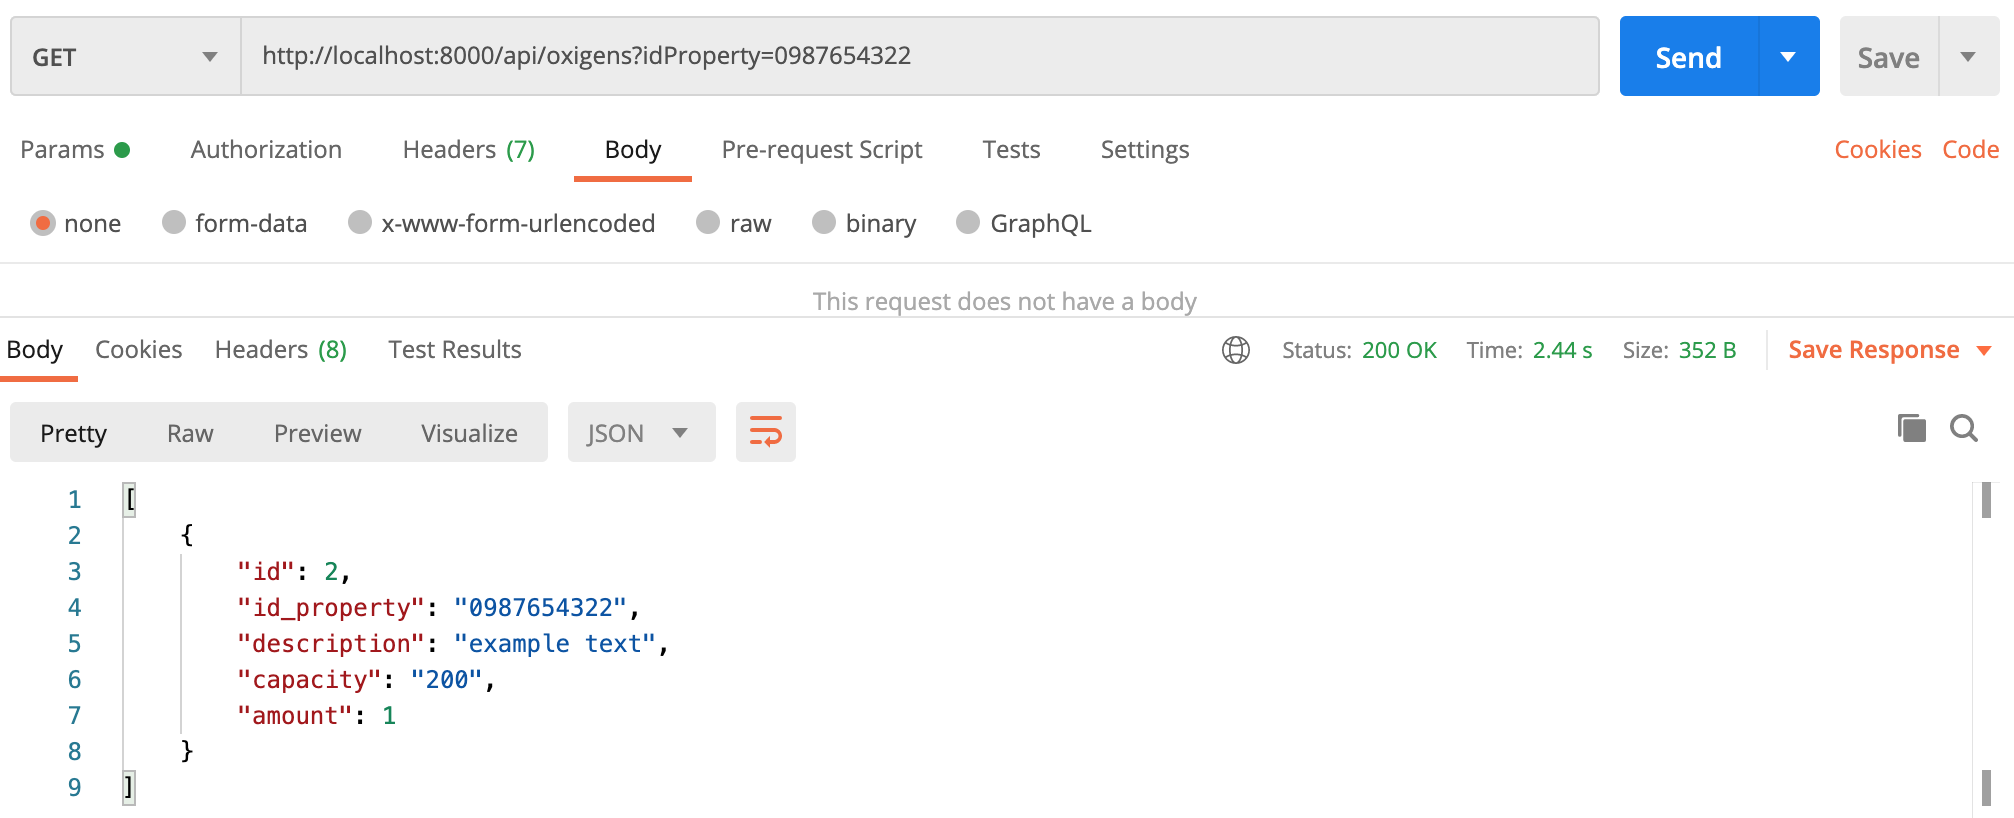 GET http://localhost:8000/api/oxigens?idProperty=0987654322 Send Save
Params Authorization Headers (7) Body Pre-request Script Tests Settings Cookies Code
none form-data x-www-form-urlencoded raw binary GraphQL
This request does not have a body
Body Cookies Headers (8) Test Results Status: 200 OK Time: 2.44 s Size: 352 B Save Response
Pretty Raw Preview Visualize JSON
1 [
2 {
3 "id": 2,
4 "id_property": "0987654322",
5 "description": "example text",
6 "capacity": "200",
7 "amount": 1
8 }
9 ]